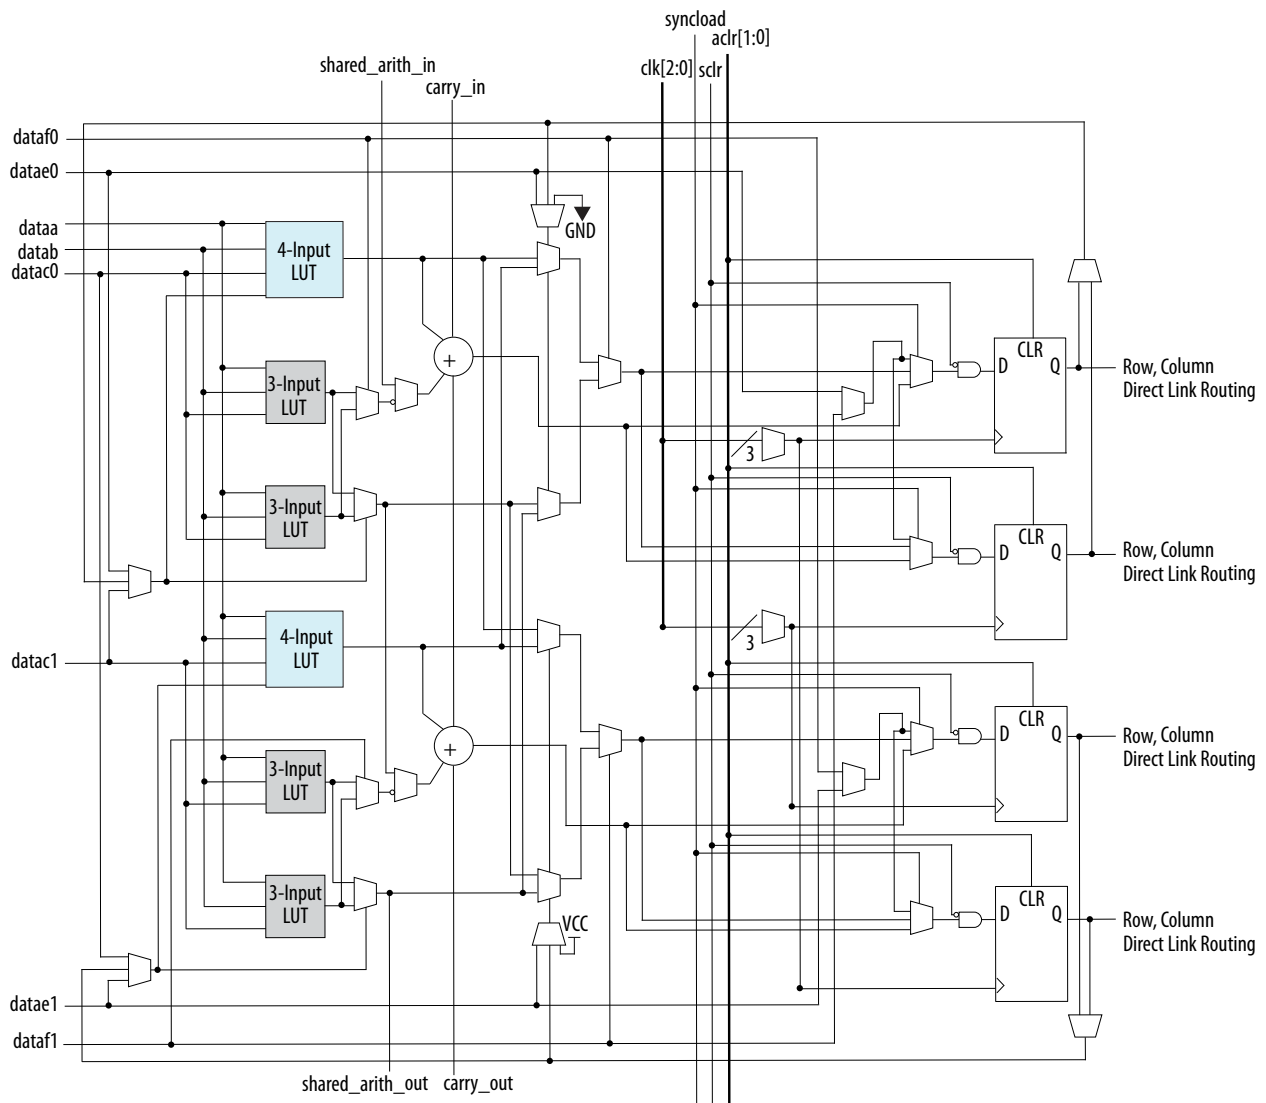 syncload
aclr[1:0]
shared_arith_in
clk[2:0]
sclr
carry_in
dataf0
datae0
dataa
datab
datac0
GND
4-Input
LUT
+
CLR
D
Q
Row, Column
Direct Link Routing
3-Input
LUT
3
3-Input
LUT
CLR
D
Q
Row, Column
Direct Link Routing
4-Input
LUT
3
datac1
CLR
D
Q
Row, Column
Direct Link Routing
+
3-Input
LUT
3-Input
LUT
VCC
CLR
D
Q
Row, Column
Direct Link Routing
datae1
dataf1
shared_arith_out
carry_out